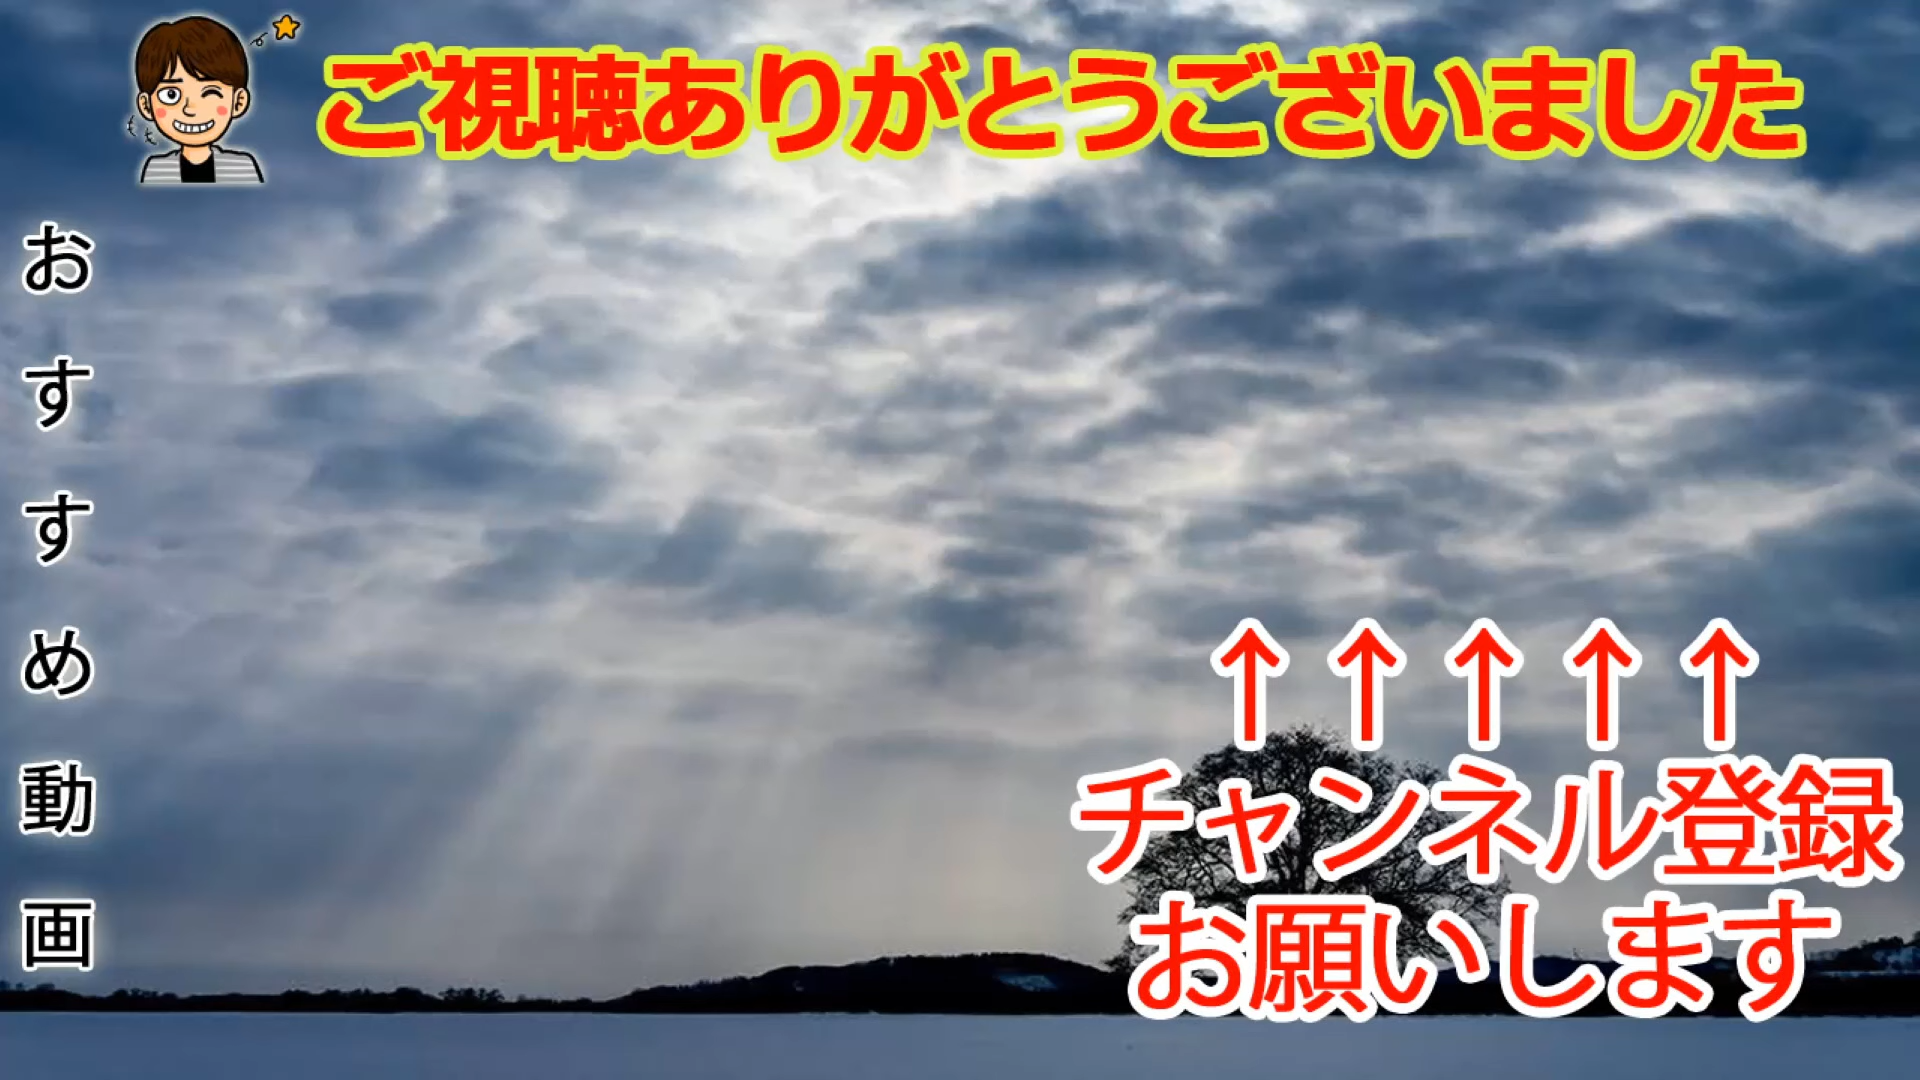 ご視聴ありがとうございました
おすすめ動画
↑↑↑↑↑
チャンネル登録
お願いします